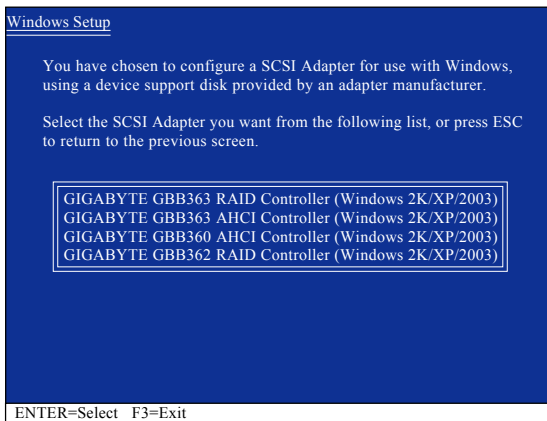 Windows Setup
You have chosen to configure a SCSI Adapter for use with Windows,
using a device support disk provided by an adapter manufacturer.
Select the SCSI Adapter you want from the following list, or press ESC
to return to the previous screen.
GIGABYTE GBB363 RAID Controller (Windows 2K/XP/2003)
GIGABYTE GBB363 AHCI Controller (Windows 2K/XP/2003)
GIGABYTE GBB360 AHCI Controller (Windows 2K/XP/2003)
GIGABYTE GBB362 RAID Controller (Windows 2K/XP/2003)
ENTER=Select F3=Exit